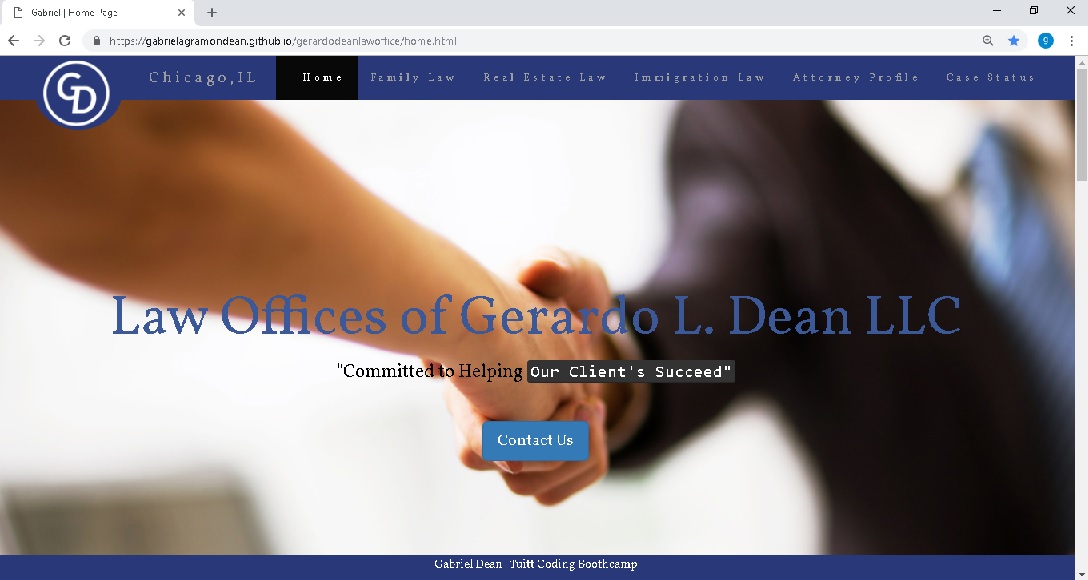 Gabriel | Home Page
https://gabrielagramondean.github.io/gerardodeanlawoffice/home.html
g
GD
Chicago,IL Home Family Law Real Estate Law Immigration Law Attorney Profile Case Status
Law Offices of Gerardo L. Dean LLC
"Committed to Helping Our Client's Succeed"
Contact Us
Gabriel Dean Tuitt Coding Boothcamp